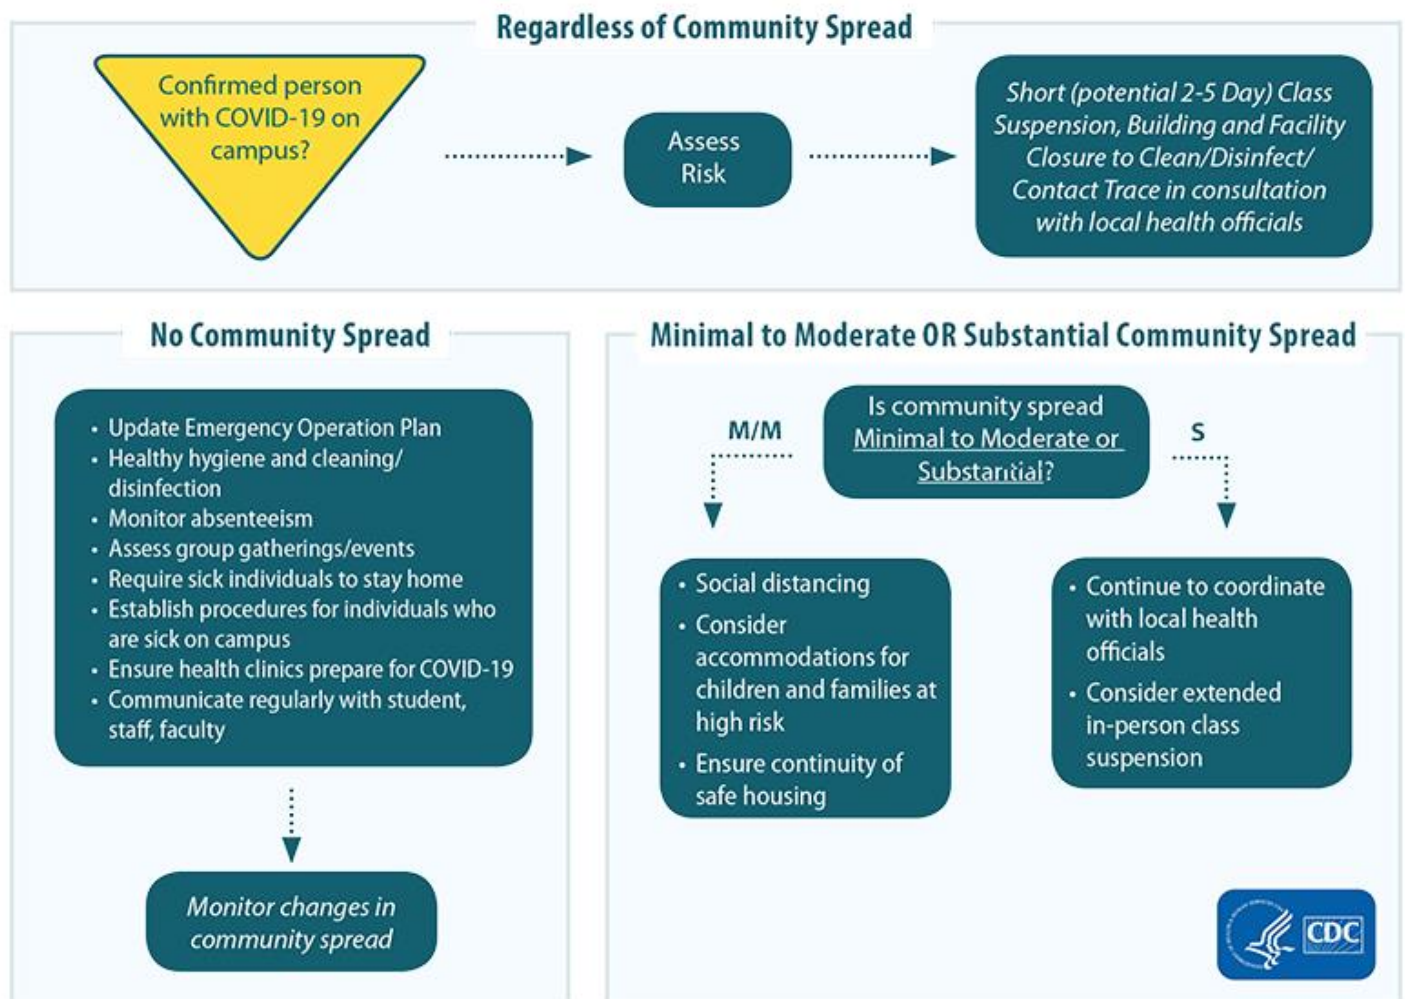 Regardless of Community Spread
Confirmed person
with COVID-19 on
campus?
Assess
Risk
Short (potential 2-5 Day) Class
Suspension, Building and Facility
Closure to Clean/Disinfect/
Contact Trace in consultation
with local health officials
No Community Spread
• Update Emergency Operation Plan
• Healthy hygiene and cleaning/
disinfection
• Monitor absenteeism
• Assess group gatherings/events
• Require sick individuals to stay home
• Establish procedures for individuals who
are sick on campus
• Ensure health clinics prepare for COVID-19
• Communicate regularly with student,
staff, faculty
Monitor changes in
community spread
Minimal to Moderate OR Substantial Community Spread
Is community spread
Minimal to Moderate or
Substantial?
M/M
S
• Social distancing
• Consider
accommodations for
children and families at
high risk
• Ensure continuity of
safe housing
• Continue to coordinate
with local health
officials
• Consider extended
in-person class
suspension
CDC